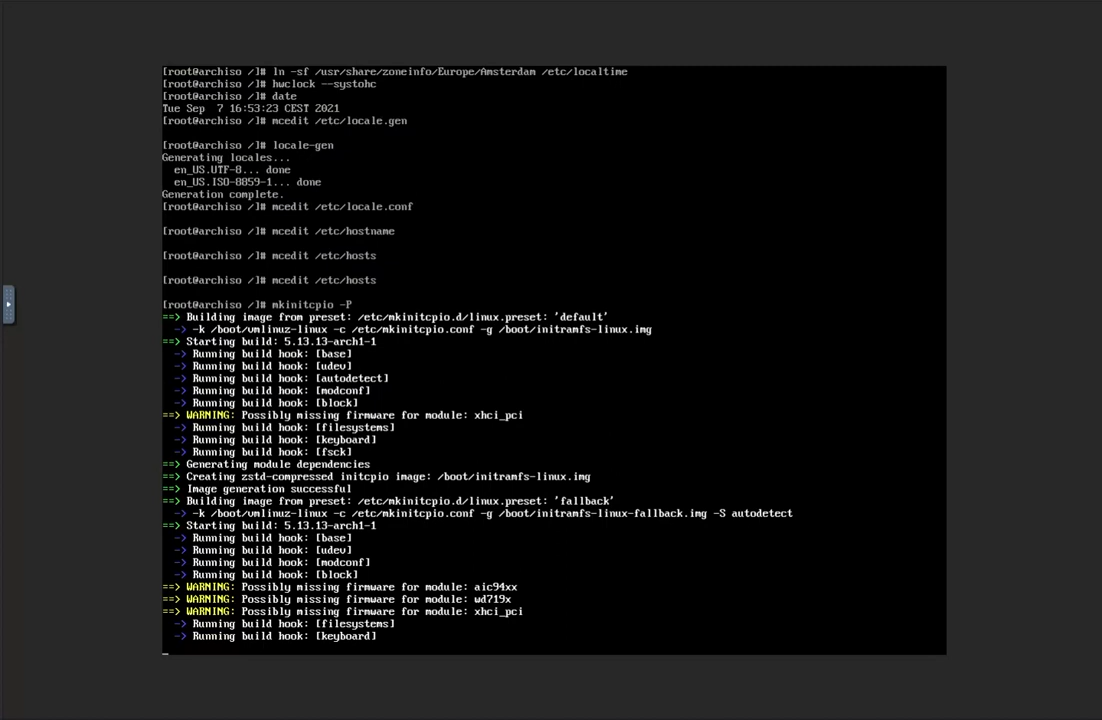 [root@archiso /]# ln -sf /usr/share/zoneinfo/Europe/Amsterdam /etc/localtime
[root@archiso /]# hwclock --systohc
[root@archiso /]# date
Tue Sep  7 16:53:23 CEST 2021
[root@archiso /]# mcedit /etc/locale.gen
[root@archiso /]# locale-gen
Generating locales...
  en_US.UTF-8... done
  en_US.ISO-8859-1... done
Generation complete.
[root@archiso /]# mcedit /etc/locale.conf
[root@archiso /]# mcedit /etc/hostname
[root@archiso /]# mcedit /etc/hosts
[root@archiso /]# mcedit /etc/hosts
[root@archiso /]# mkinitcpio -P
==> Building image from preset: /etc/mkinitcpio.d/linux.preset: 'default'
  -> -k /boot/vmlinuz-linux -c /etc/mkinitcpio.conf -g /boot/initramfs-linux.img
==> Starting build: 5.13.13-arch1-1
  -> Running build hook: [base]
  -> Running build hook: [udev]
  -> Running build hook: [autodetect]
  -> Running build hook: [modconf]
  -> Running build hook: [block]
==> WARNING: Possibly missing firmware for module: xhci_pci
  -> Running build hook: [filesystems]
  -> Running build hook: [keyboard]
  -> Running build hook: [fsck]
==> Generating module dependencies
==> Creating zstd-compressed initcpio image: /boot/initramfs-linux.img
==> Image generation successful
==> Building image from preset: /etc/mkinitcpio.d/linux.preset: 'fallback'
  -> -k /boot/vmlinuz-linux -c /etc/mkinitcpio.conf -g /boot/initramfs-linux-fallback.img -S autodetect
==> Starting build: 5.13.13-arch1-1
  -> Running build hook: [base]
  -> Running build hook: [udev]
  -> Running build hook: [modconf]
  -> Running build hook: [block]
==> WARNING: Possibly missing firmware for module: aic94xx
==> WARNING: Possibly missing firmware for module: wd719x
==> WARNING: Possibly missing firmware for module: xhci_pci
  -> Running build hook: [filesystems]
  -> Running build hook: [keyboard]